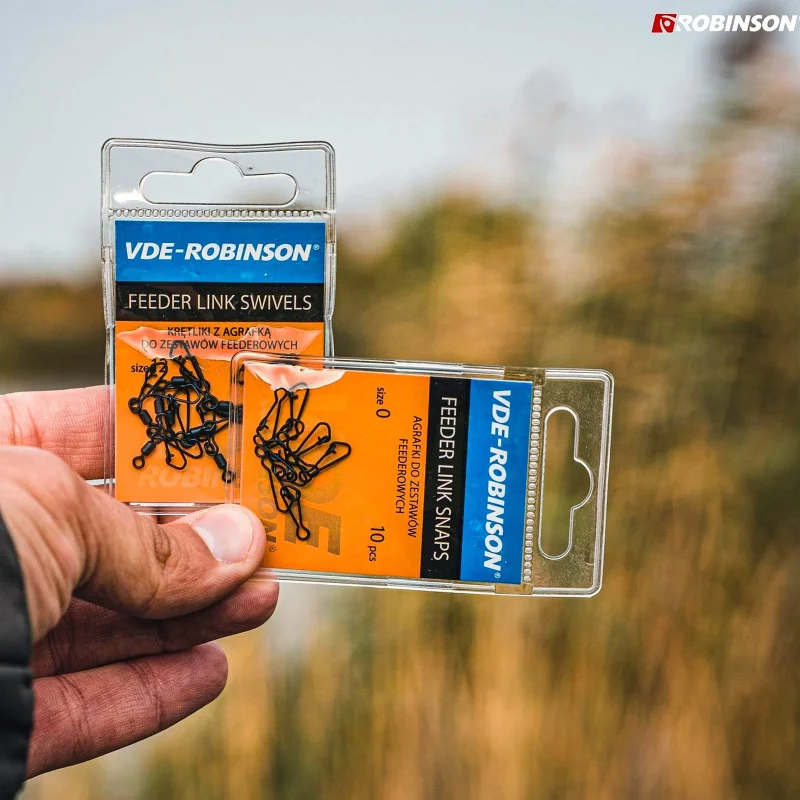 ROBINSON
VDE-ROBINSON®
FEEDER LINK SWIVELS
KRĘTLIKI Z AGRAFKĄ
DO ZESTAWÓW FEEDEROWYCH
size 12
ROBINSON
VDE-ROBINSON®
FEEDER LINK SNAPS
AGRAFKI DO ZESTAWÓW
FEEDEROWYCH
size 0
10 pcs